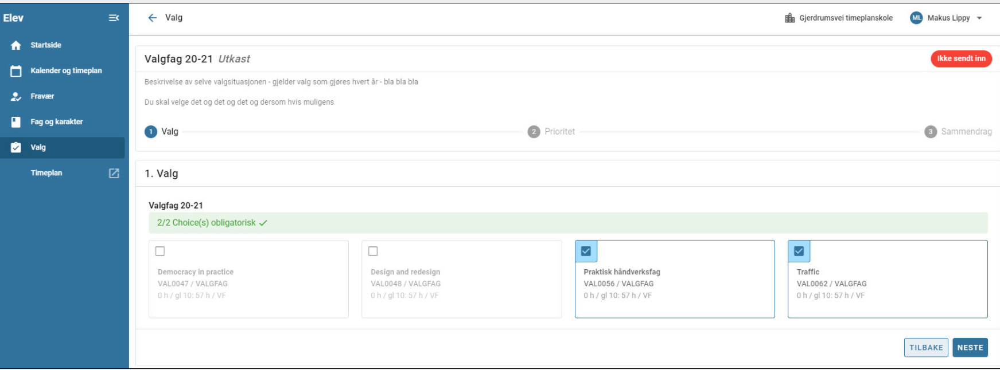 Elev
Startside
Kalender og timeplan
Fravær
Fag og karakter
Valg
Timeplan
Valg
Gjerdrumsvei timeplanskole
ML Makus Lippy
Valgfag 20-21 Utkast
Ikke sendt inn
Beskrivelse av selve valgsituasjonen - gjelder valg som gjøres hvert år - bla bla bla
Du skal velge det og det og det og dersom hvis muligens
1 Valg
2 Prioritet
3 Sammendrag
1. Valg
Valgfag 20-21
2/2 Choice(s) obligatorisk
Democracy in practice
VAL0047 / VALGFAG
0 h / gl 10: 57 h / VF
Design and redesign
VAL0048 / VALGFAG
0 h / gl 10: 57 h / VF
Praktisk håndverksfag
VAL0056 / VALGFAG
0 h / gl 10: 57 h / VF
Traffic
VAL0062 / VALGFAG
0 h / gl 10: 57 h / VF
TILBAKE
NESTE